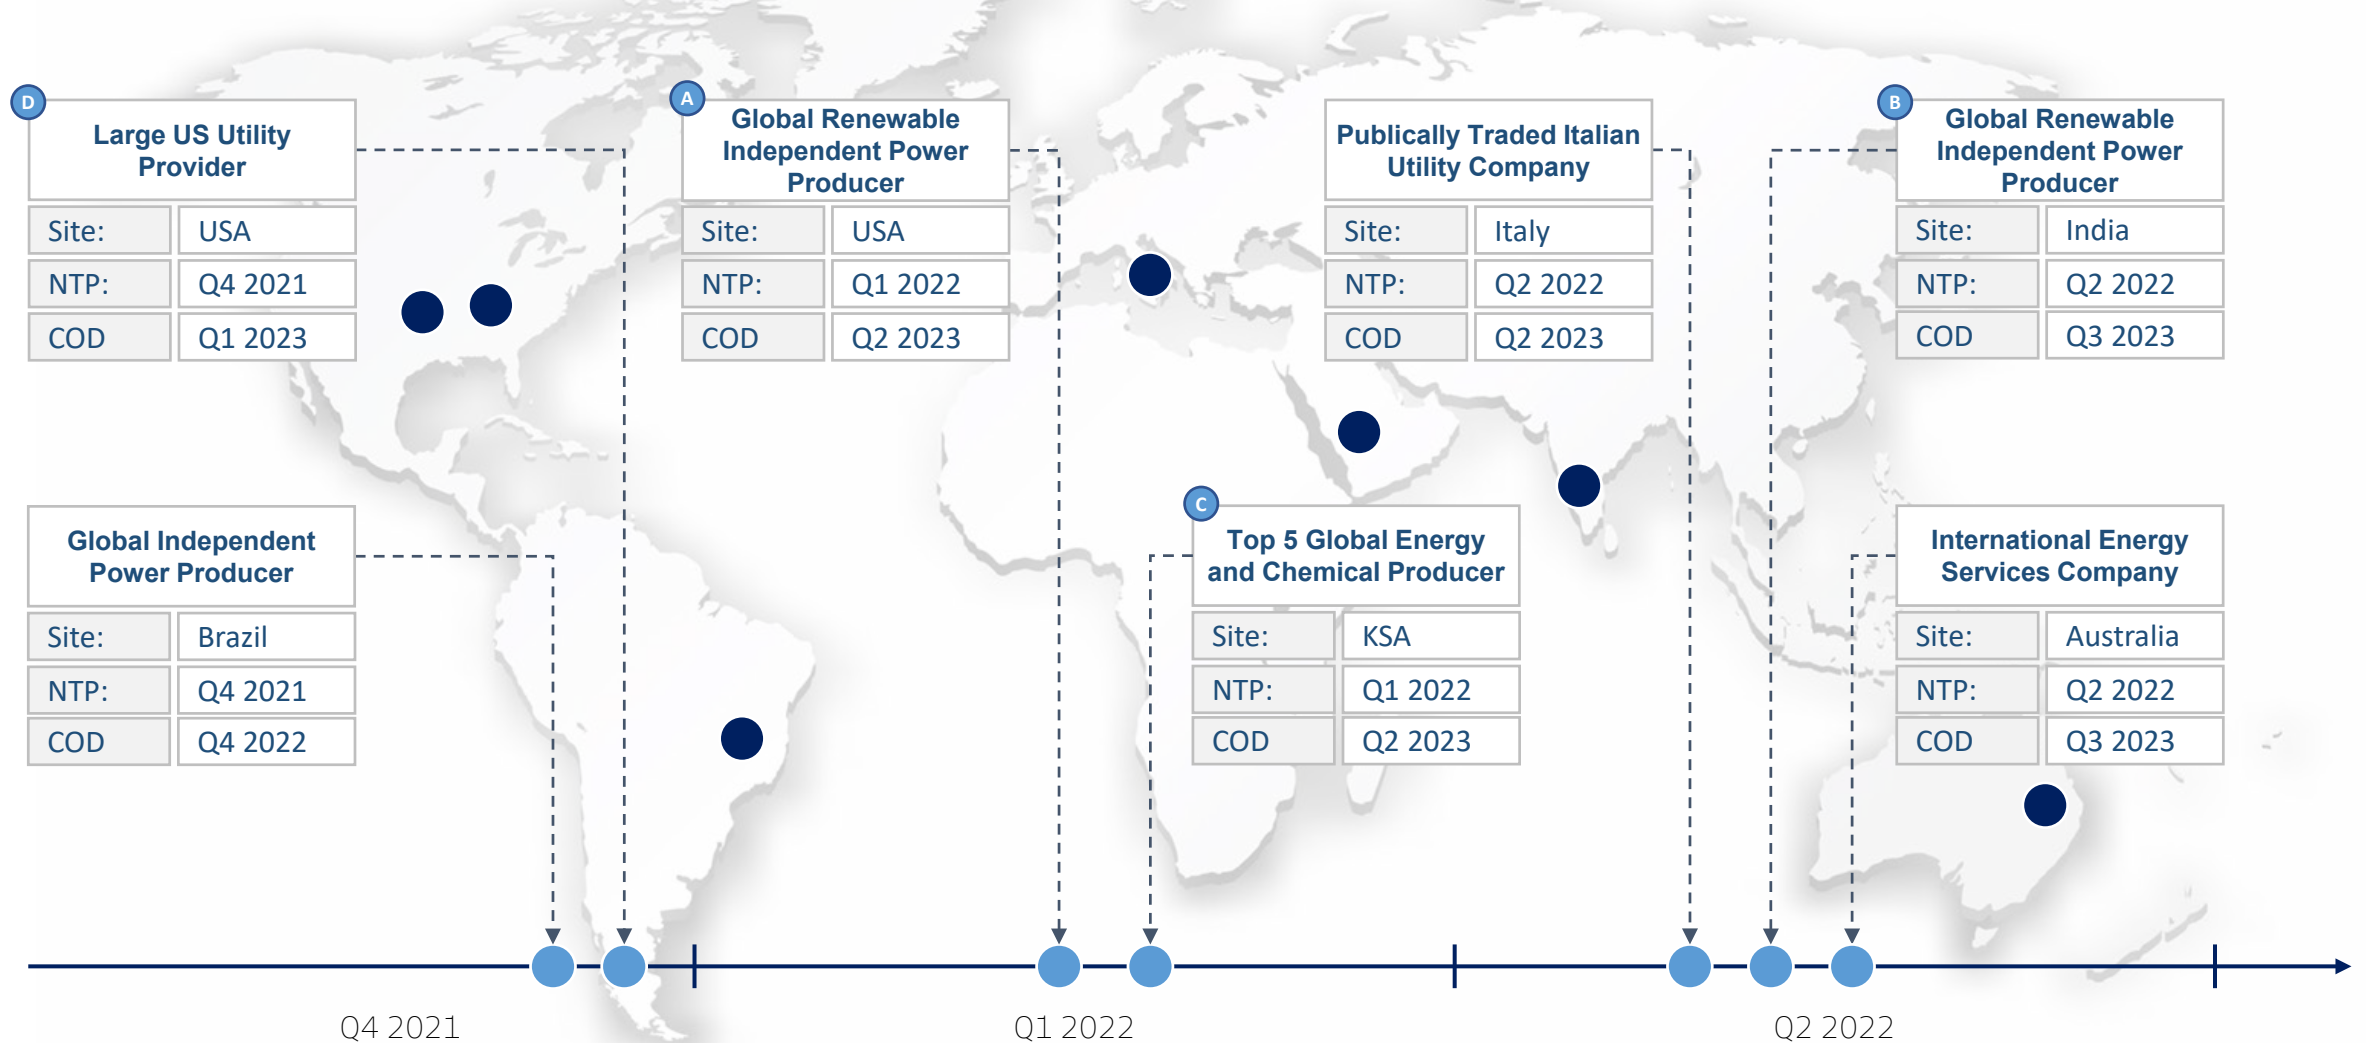 D
Large US Utility
Provider
Site: USA
NTP: Q4 2021
COD Q1 2023
A
Global Renewable
Independent Power
Producer
Site: USA
NTP: Q1 2022
COD Q2 2023
Publically Traded Italian
Utility Company
Site: Italy
NTP: Q2 2022
COD Q2 2023
B
Global Renewable
Independent Power
Producer
Site: India
NTP: Q2 2022
COD Q3 2023
Global Independent
Power Producer
Site: Brazil
NTP: Q4 2021
COD Q4 2022
C
Top 5 Global Energy
and Chemical Producer
Site: KSA
NTP: Q1 2022
COD Q2 2023
International Energy
Services Company
Site: Australia
NTP: Q2 2022
COD Q3 2023
Q4 2021
Q1 2022
Q2 2022